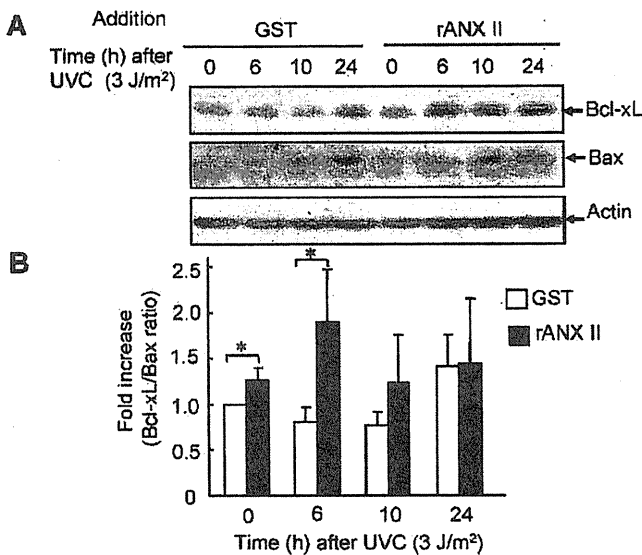 A
Addition
GST rANX II
Time (h) after
UVC (3 J/m²)
0 6 10 24 0 6 10 24
Bcl-xL
Bax
Actin
B
Fold increase
(Bcl-xL/Bax ratio)
2.5
2.0
1.5
1.0
0.5
0
* *
GST
rANX II
0 6 10 24
Time (h) after UVC (3 J/m²)